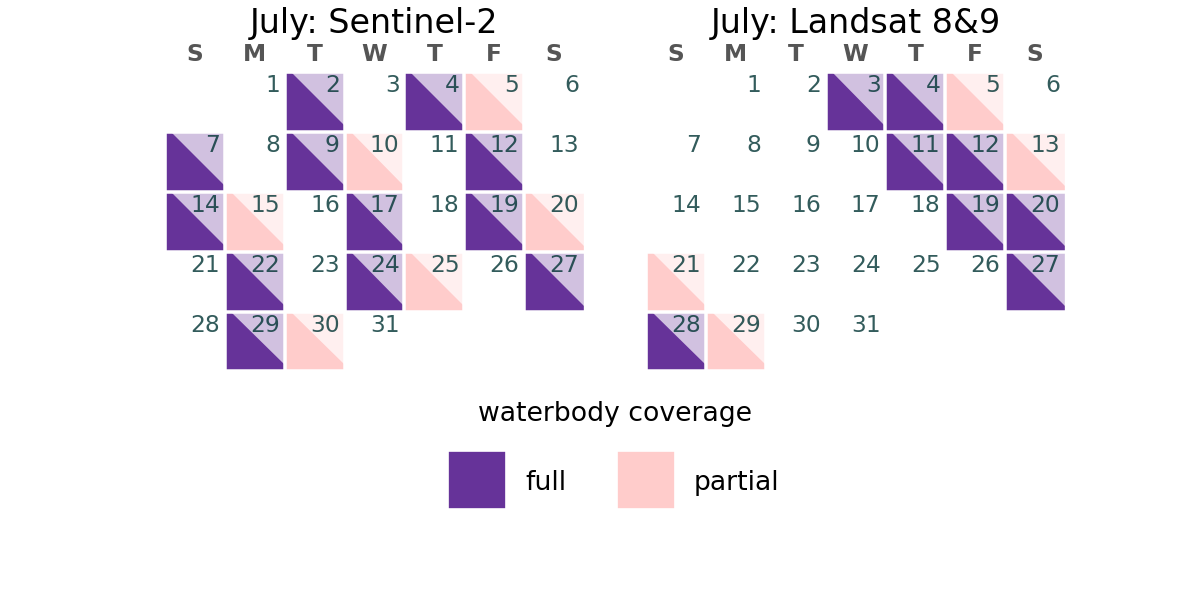 July: Sentinel-2
S M T W T F S
1 2 3 4 5 6
7 8 9 10 11 12 13
14 15 16 17 18 19 20
21 22 23 24 25 26 27
28 29 30 31
July: Landsat 8&9
S M T W T F S
1 2 3 4 5 6
7 8 9 10 11 12 13
14 15 16 17 18 19 20
21 22 23 24 25 26 27
28 29 30 31
waterbody coverage
full
partial